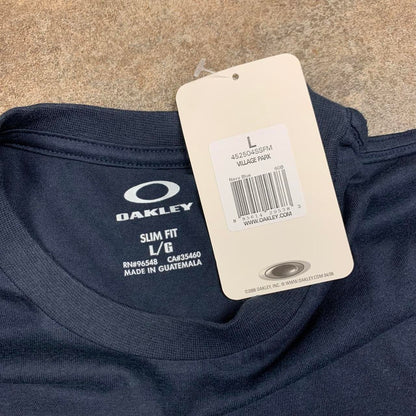 OAKLEY
SLIM FIT
L/G
RN#96548 CA#35460
MADE IN GUATEMALA
L
452504SSFM
VILLAGE PARK
Navy Blue
WWW.OAKLEY.COM